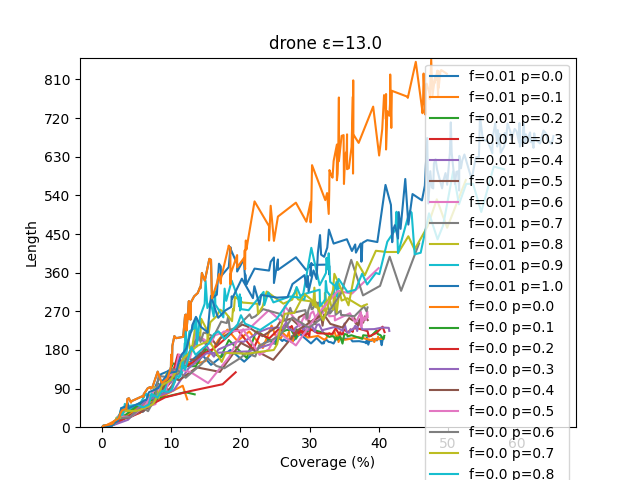 drone ε=13.0
Length
810
720
630
540
450
360
270
180
90
0
0
10
20
30
40
50
60
Coverage (%)
f=0.01 p=0.0
f=0.01 p=0.1
f=0.01 p=0.2
f=0.01 p=0.3
f=0.01 p=0.4
f=0.01 p=0.5
f=0.01 p=0.6
f=0.01 p=0.7
f=0.01 p=0.8
f=0.01 p=0.9
f=0.01 p=1.0
f=0.0 p=0.0
f=0.0 p=0.1
f=0.0 p=0.2
f=0.0 p=0.3
f=0.0 p=0.4
f=0.0 p=0.5
f=0.0 p=0.6
f=0.0 p=0.7
f=0.0 p=0.8